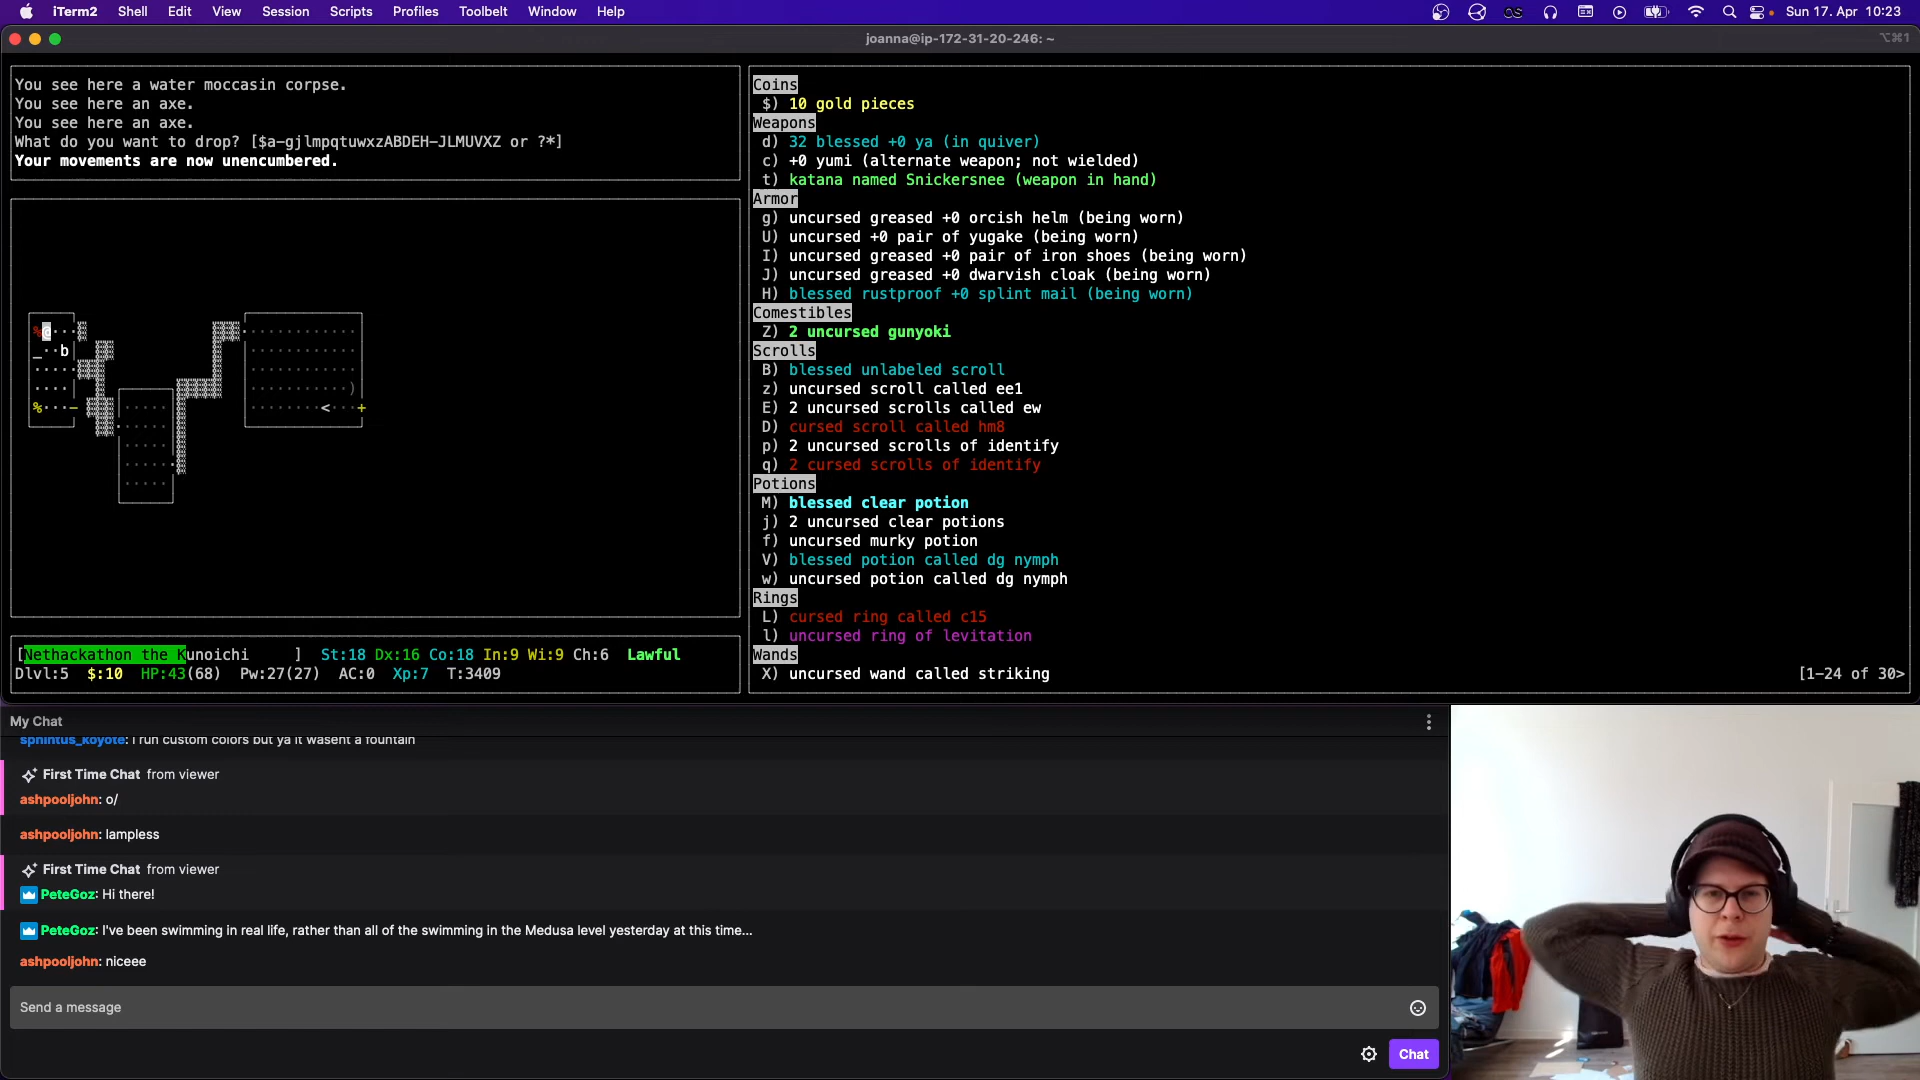 iTerm2 Shell Edit View Session Scripts Profiles Toolbelt Window Help Sun 17. Apr 10:23
joanna@ip-172-31-20-246: ~ ⌥⌘1
You see here a water moccasin corpse.
You see here an axe.
You see here an axe.
What do you want to drop? [$a-gjlmpqtuwxzABDEH-JLMUVXZ or ?*]
Your movements are now unencumbered.
Coins
$) 10 gold pieces
Weapons
d) 32 blessed +0 ya (in quiver)
c) +0 yumi (alternate weapon; not wielded)
t) katana named Snickersnee (weapon in hand)
Armor
g) uncursed greased +0 orcish helm (being worn)
U) uncursed +0 pair of yugake (being worn)
I) uncursed greased +0 pair of iron shoes (being worn)
J) uncursed greased +0 dwarvish cloak (being worn)
H) blessed rustproof +0 splint mail (being worn)
Comestibles
Z) 2 uncursed gunyoki
Scrolls
B) blessed unlabeled scroll
z) uncursed scroll called ee1
E) 2 uncursed scrolls called ew
D) cursed scroll called hm8
p) 2 uncursed scrolls of identify
q) 2 cursed scrolls of identify
Potions
M) blessed clear potion
j) 2 uncursed clear potions
f) uncursed murky potion
V) blessed potion called dg nymph
w) uncursed potion called dg nymph
Rings
L) cursed ring called c15
l) uncursed ring of levitation
Wands
X) uncursed wand called striking
[1-24 of 30>
[Nethackathon the Kunoichi ] St:18 Dx:16 Co:18 In:9 Wi:9 Ch:6 Lawful
Dlvl:5 $:10 HP:43(68) Pw:27(27) AC:0 Xp:7 T:3409
My Chat
sphintus_koyote: I run custom colors but ya it wasent a fountain
First Time Chat from viewer
ashpooljohn: o/
ashpooljohn: lampless
First Time Chat from viewer
PeteGoz: Hi there!
PeteGoz: I've been swimming in real life, rather than all of the swimming in the Medusa level yesterday at this time...
ashpooljohn: niceee
Send a message
Chat